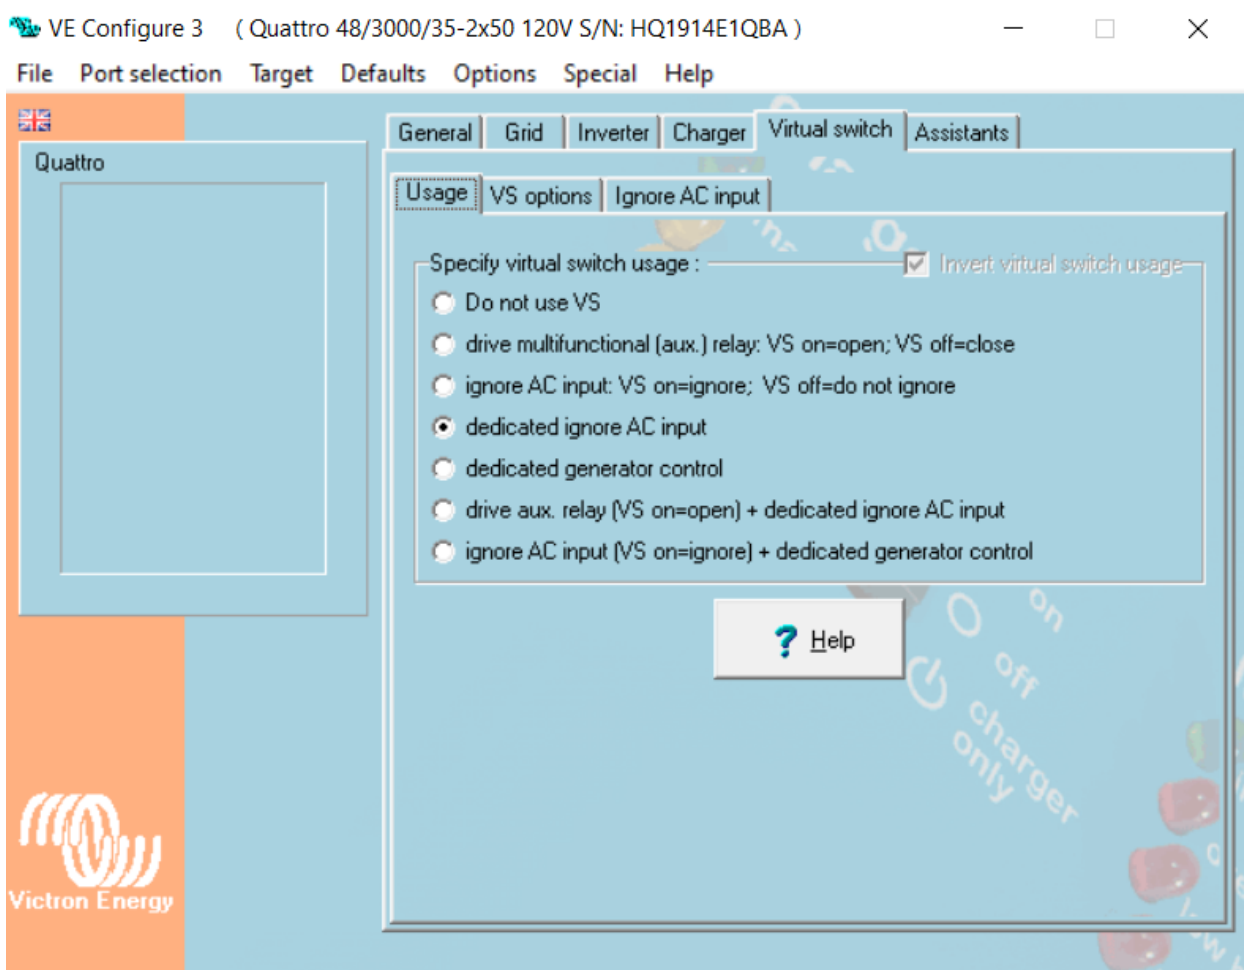 VE Configure 3 ( Quattro 48/3000/35-2x50 120V S/N: HQ1914E1QBA )
File Port selection Target Defaults Options Special Help
General Grid Inverter Charger Virtual switch Assistants
Quattro
Usage VS options Ignore AC input
Specify virtual switch usage : Invert virtual switch usage
Do not use VS
drive multifunctional (aux.) relay: VS on=open; VS off=close
ignore AC input: VS on=ignore; VS off=do not ignore
dedicated ignore AC input
dedicated generator control
drive aux. relay (VS on=open) + dedicated ignore AC input
ignore AC input (VS on=ignore) + dedicated generator control
? Help
on
off
charger
only
Victron Energy